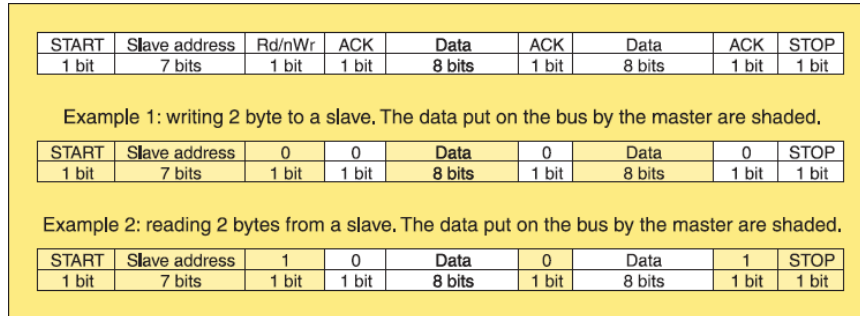 START Slave address Rd/nWr ACK Data ACK Data ACK STOP
1 bit 7 bits 1 bit 1 bit 8 bits 1 bit 8 bits 1 bit 1 bit
Example 1: writing 2 byte to a slave. The data put on the bus by the master are shaded.
START Slave address 0 0 Data 0 Data 0 STOP
1 bit 7 bits 1 bit 1 bit 8 bits 1 bit 8 bits 1 bit 1 bit
Example 2: reading 2 bytes from a slave. The data put on the bus by the master are shaded.
START Slave address 1 0 Data 0 Data 1 STOP
1 bit 7 bits 1 bit 1 bit 8 bits 1 bit 8 bits 1 bit 1 bit